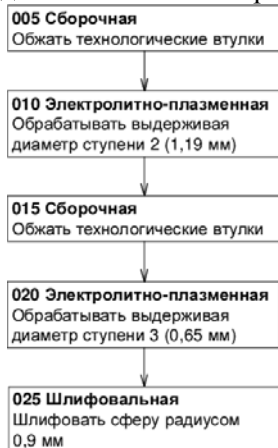 005 Сборочная
Обжать технологические втулки
010 Электролитно-плазменная
Обрабатывать выдерживая
диаметр ступени 2 (1,19 мм)
015 Сборочная
Обжать технологические втулки
020 Электролитно-плазменная
Обрабатывать выдерживая
диаметр ступени 3 (0,65 мм)
025 Шлифовальная
Шлифовать сферу радиусом
0,9 мм